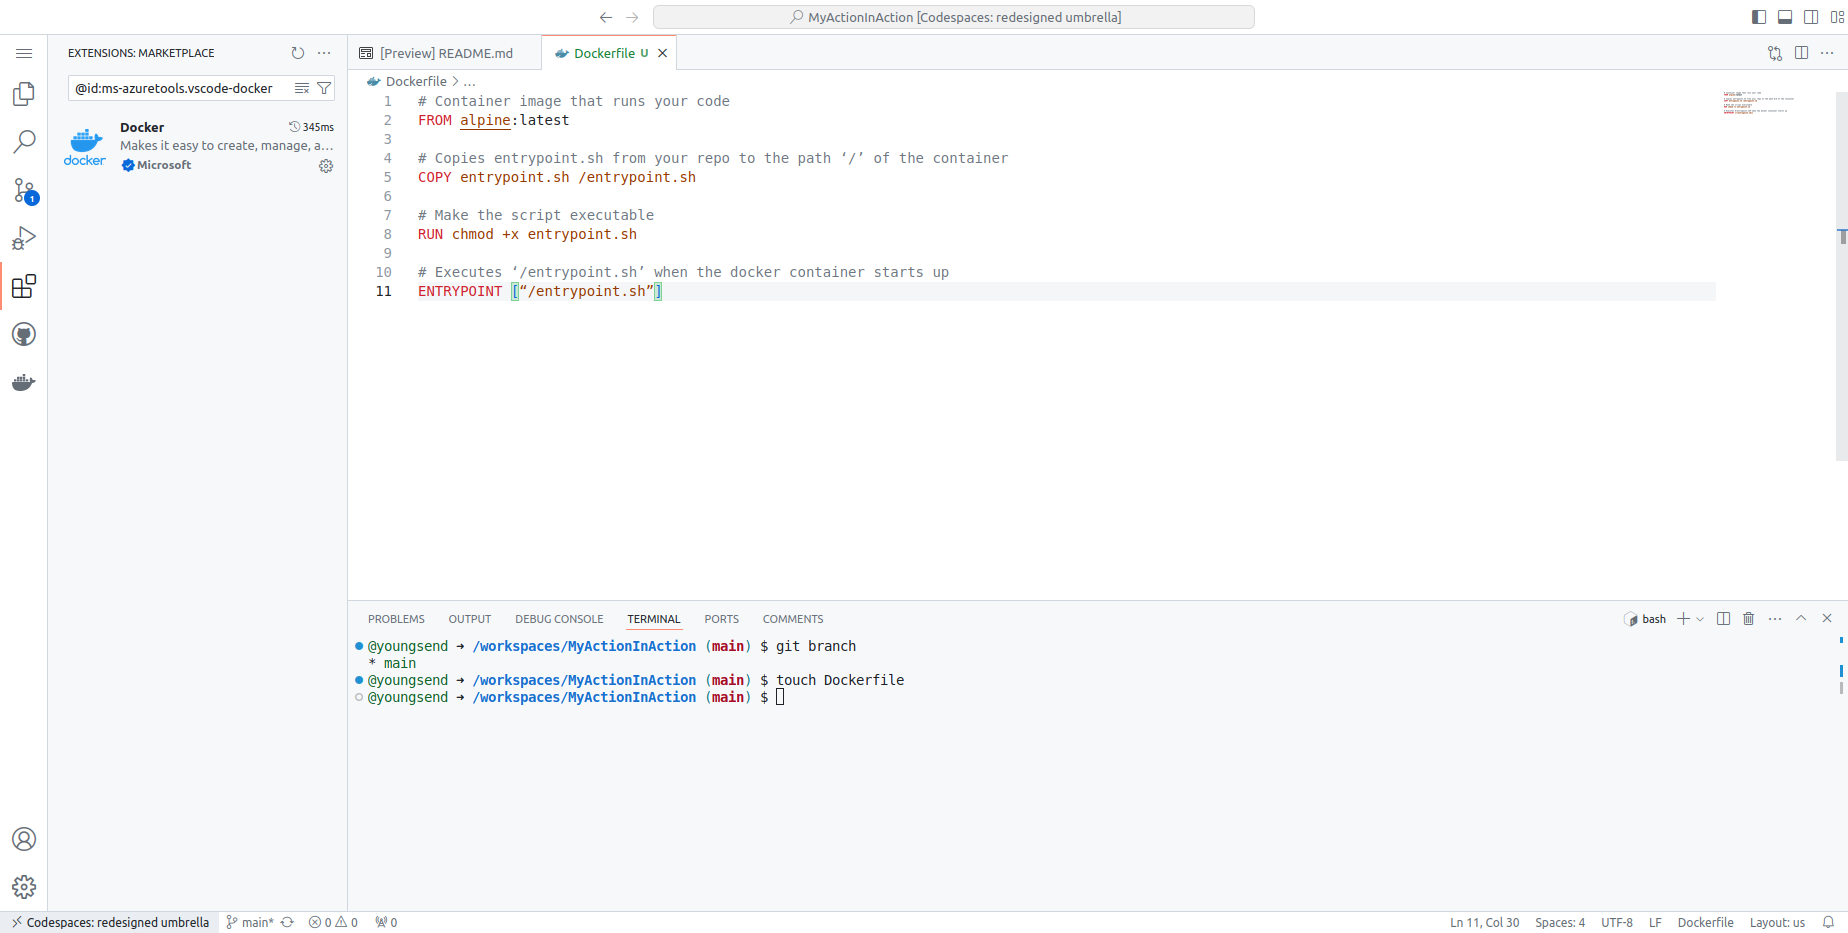 MyActionInAction [Codespaces: redesigned umbrella]
EXTENSIONS: MARKETPLACE
@id:ms-azuretools.vscode-docker
docker
Docker
345ms
Makes it easy to create, manage, a...
Microsoft
1
[Preview] README.md
Dockerfile U
Dockerfile > ...
1 # Container image that runs your code
2 FROM alpine:latest
3
4 # Copies entrypoint.sh from your repo to the path ‘/’ of the container
5 COPY entrypoint.sh /entrypoint.sh
6
7 # Make the script executable
8 RUN chmod +x entrypoint.sh
9
10 # Executes ‘/entrypoint.sh’ when the docker container starts up
11 ENTRYPOINT [“/entrypoint.sh”]
PROBLEMS OUTPUT DEBUG CONSOLE TERMINAL PORTS COMMENTS
bash
@youngsend ➜ /workspaces/MyActionInAction (main) $ git branch
* main
@youngsend ➜ /workspaces/MyActionInAction (main) $ touch Dockerfile
@youngsend ➜ /workspaces/MyActionInAction (main) $
Codespaces: redesigned umbrella main* 0 0 0 Ln 11, Col 30 Spaces: 4 UTF-8 LF Dockerfile Layout: us